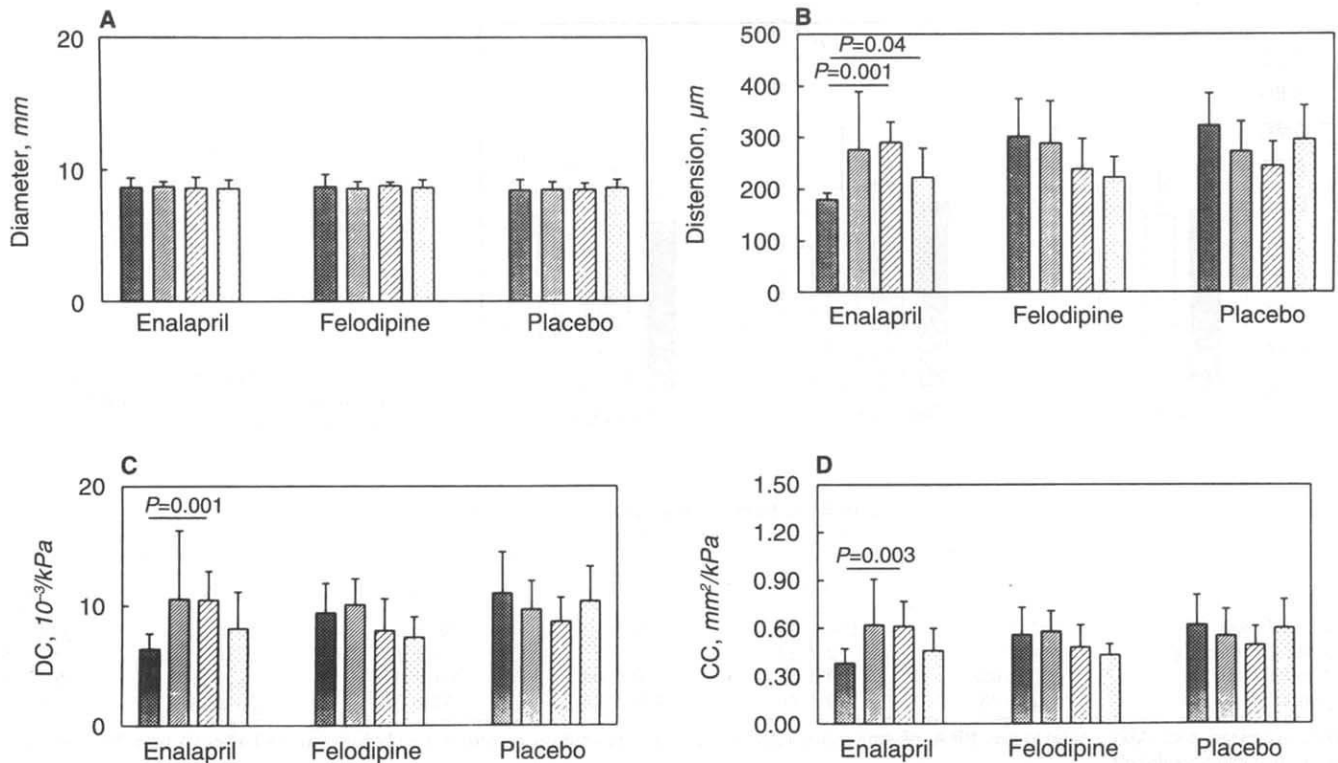 A
20
10
0
Diameter, mm
Enalapril
Felodipine
Placebo
B
500
400
300
200
100
0
Distension, µm
P=0.04
P=0.001
Enalapril
Felodipine
Placebo
C
20
10
0
DC, 10⁻³/kPa
P=0.001
Enalapril
Felodipine
Placebo
D
1.50
1.20
0.90
0.60
0.30
0.00
CC, mm²/kPa
P=0.003
Enalapril
Felodipine
Placebo